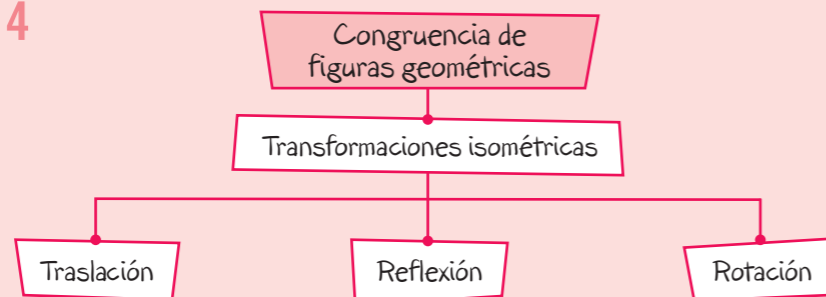 4
Congruencia de
figuras geométricas
Transformaciones isométricas
Traslación
Reflexión
Rotación